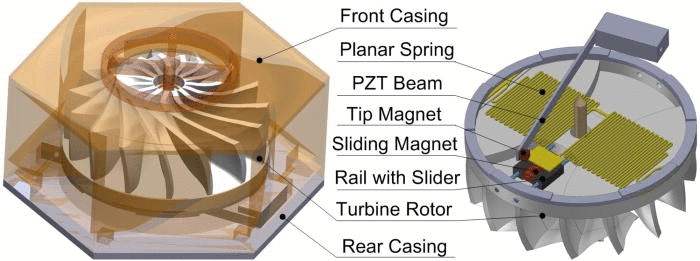 Front Casing
Planar Spring
PZT Beam
Tip Magnet
Sliding Magnet
Rail with Slider
Turbine Rotor
Rear Casing